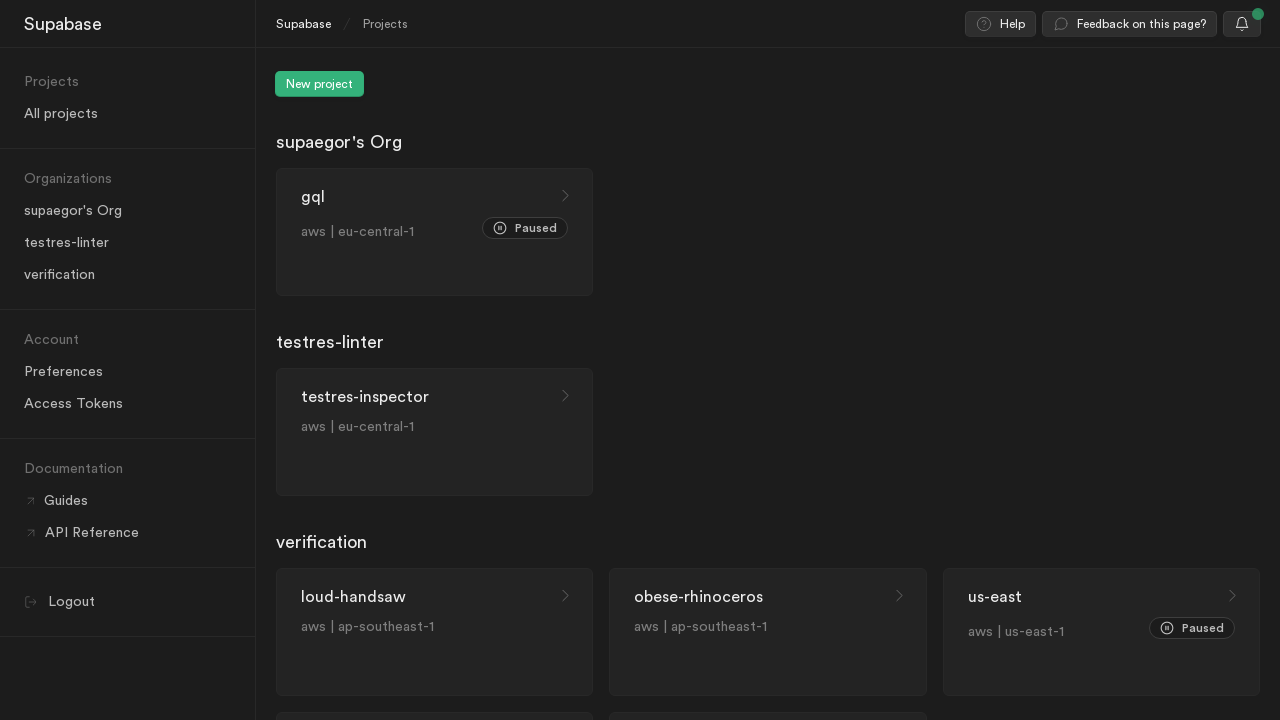 Supabase
Supabase / Projects
Help
Feedback on this page?
Projects
All projects
Organizations
supaegor's Org
testres-linter
verification
Account
Preferences
Access Tokens
Documentation
Guides
API Reference
Logout
New project
supaegor's Org
gql
aws | eu-central-1
Paused
testres-linter
testres-inspector
aws | eu-central-1
verification
loud-handsaw
aws | ap-southeast-1
obese-rhinoceros
aws | ap-southeast-1
us-east
aws | us-east-1
Paused